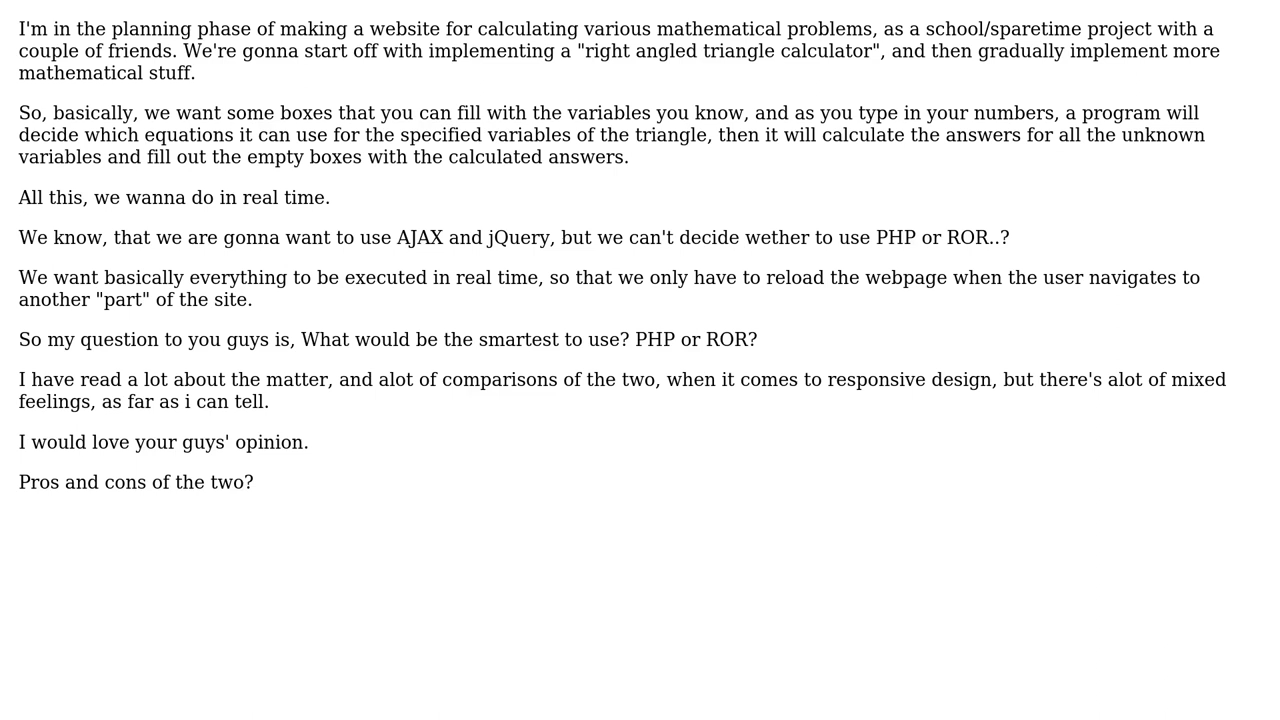 I'm in the planning phase of making a website for calculating various mathematical problems, as a school/sparetime project with a
couple of friends. We're gonna start off with implementing a "right angled triangle calculator", and then gradually implement more
mathematical stuff.
So, basically, we want some boxes that you can fill with the variables you know, and as you type in your numbers, a program will
decide which equations it can use for the specified variables of the triangle, then it will calculate the answers for all the unknown
variables and fill out the empty boxes with the calculated answers.
All this, we wanna do in real time.
We know, that we are gonna want to use AJAX and jQuery, but we can't decide wether to use PHP or ROR..?
We want basically everything to be executed in real time, so that we only have to reload the webpage when the user navigates to
another "part" of the site.
So my question to you guys is, What would be the smartest to use? PHP or ROR?
I have read a lot about the matter, and alot of comparisons of the two, when it comes to responsive design, but there's alot of mixed
feelings, as far as i can tell.
I would love your guys' opinion.
Pros and cons of the two?